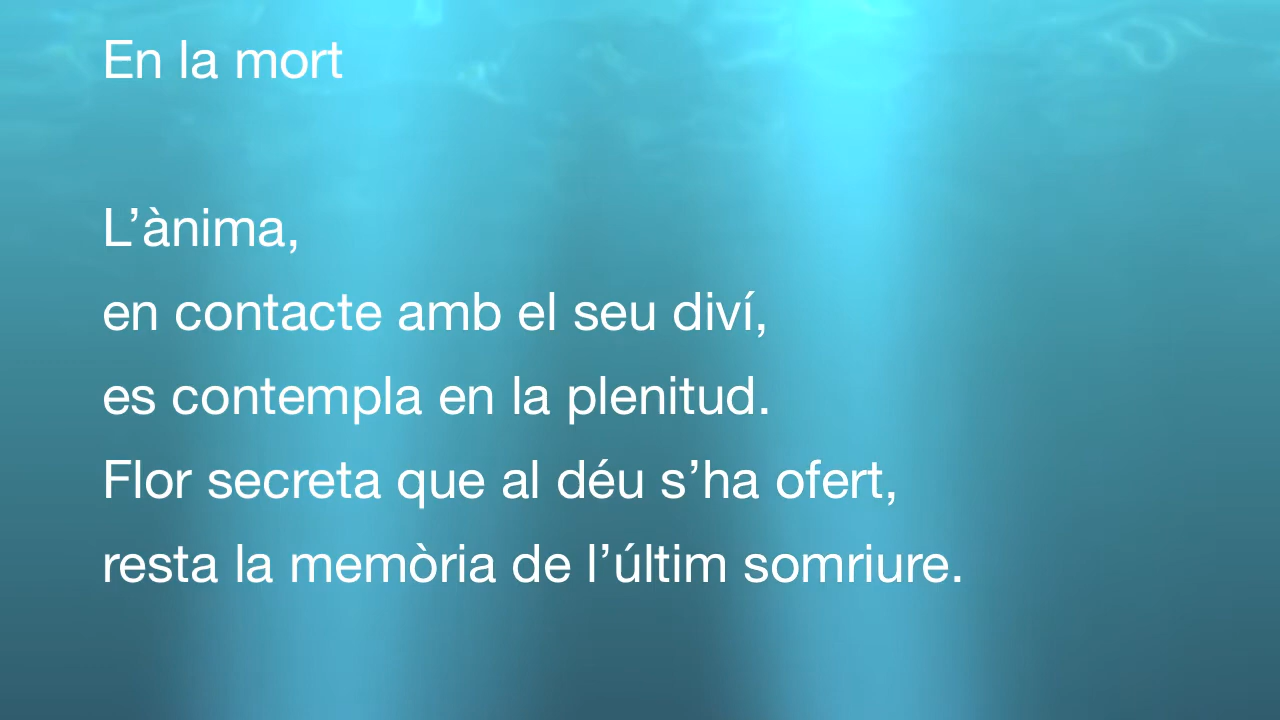 En la mort
L’ànima,
en contacte amb el seu diví,
es contempla en la plenitud.
Flor secreta que al déu s’ha ofert,
resta la memòria de l’últim somriure.